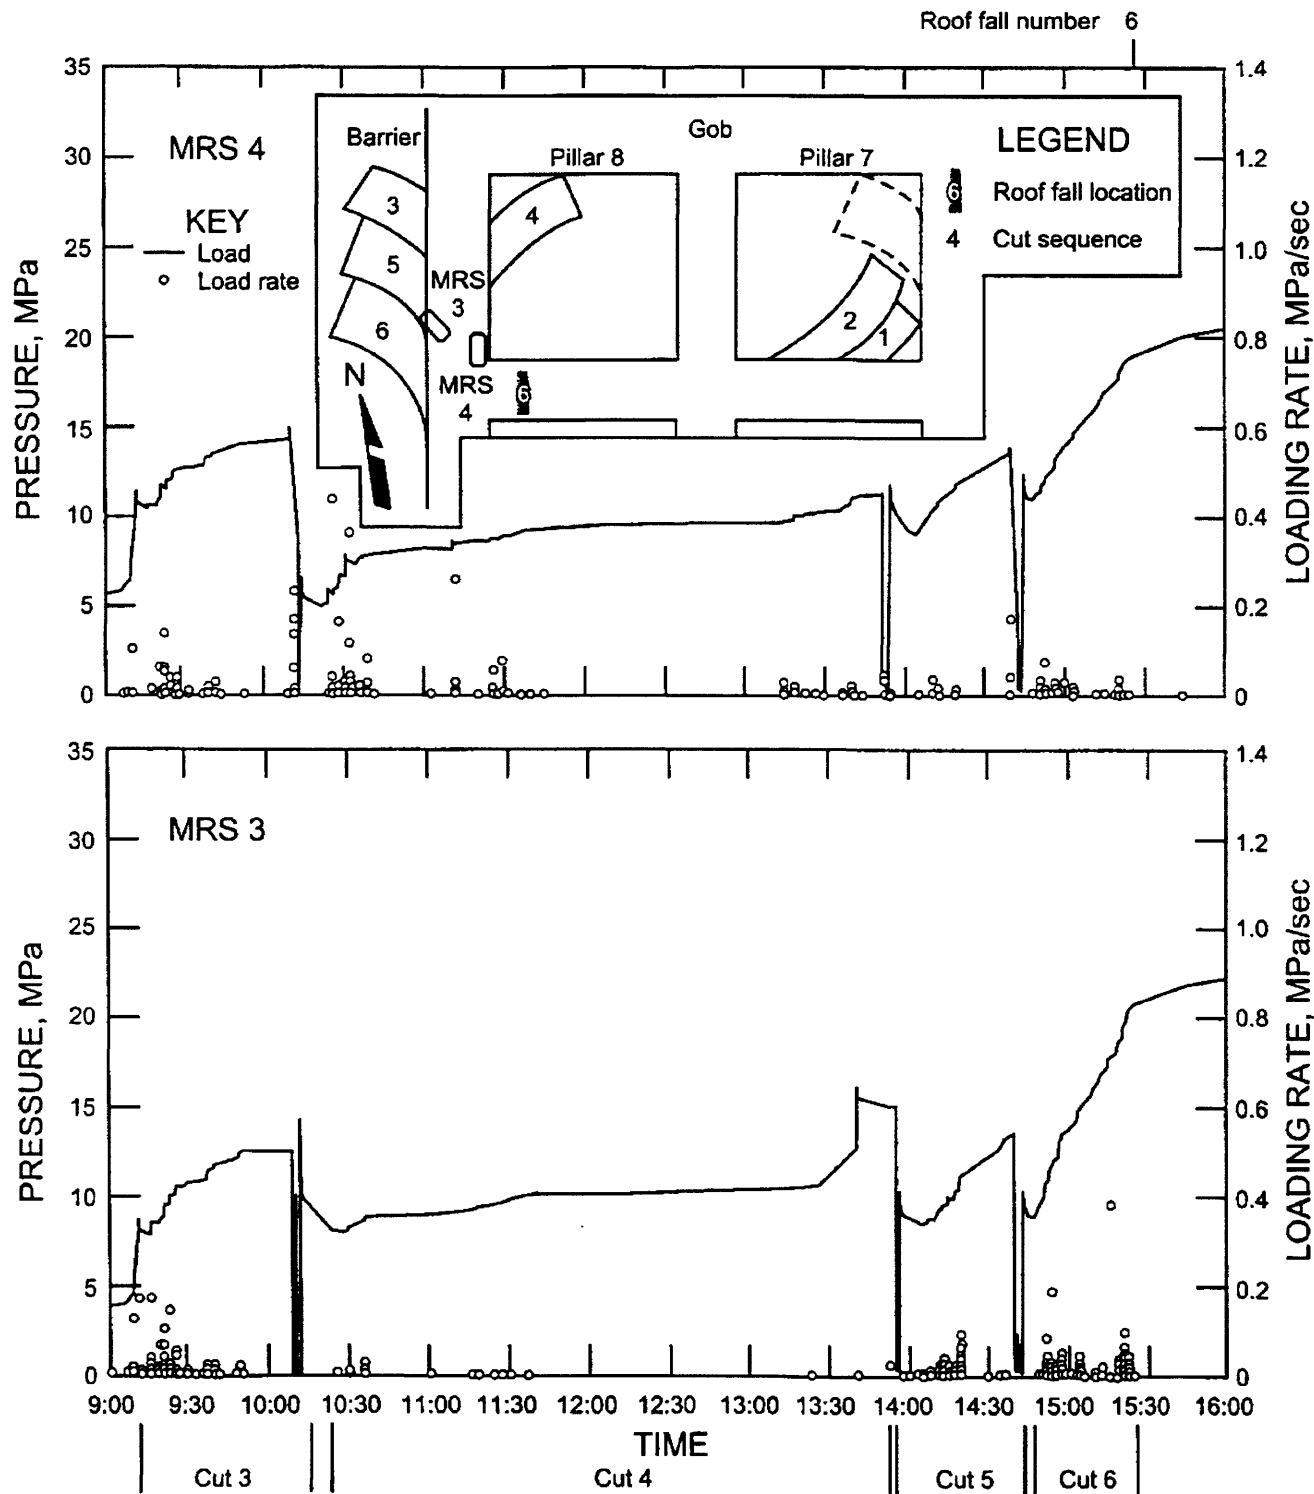 Roof fall number 6
35
30
25
20
15
10
5
0
PRESSURE, MPa
1.4
1.2
1.0
0.8
0.6
0.4
0.2
0
LOADING RATE, MPa/sec
MRS 4
KEY
Load
Load rate
Barrier
Gob
Pillar 8
Pillar 7
LEGEND
6 Roof fall location
4 Cut sequence
3
5
6
4
2
1
MRS
3
MRS
4
6
N
35
30
25
20
15
10
5
0
PRESSURE, MPa
1.4
1.2
1.0
0.8
0.6
0.4
0.2
0
LOADING RATE, MPa/sec
MRS 3
9:00 9:30 10:00 10:30 11:00 11:30 12:00 12:30 13:00 13:30 14:00 14:30 15:00 15:30 16:00
TIME
Cut 3 Cut 4 Cut 5 Cut 6